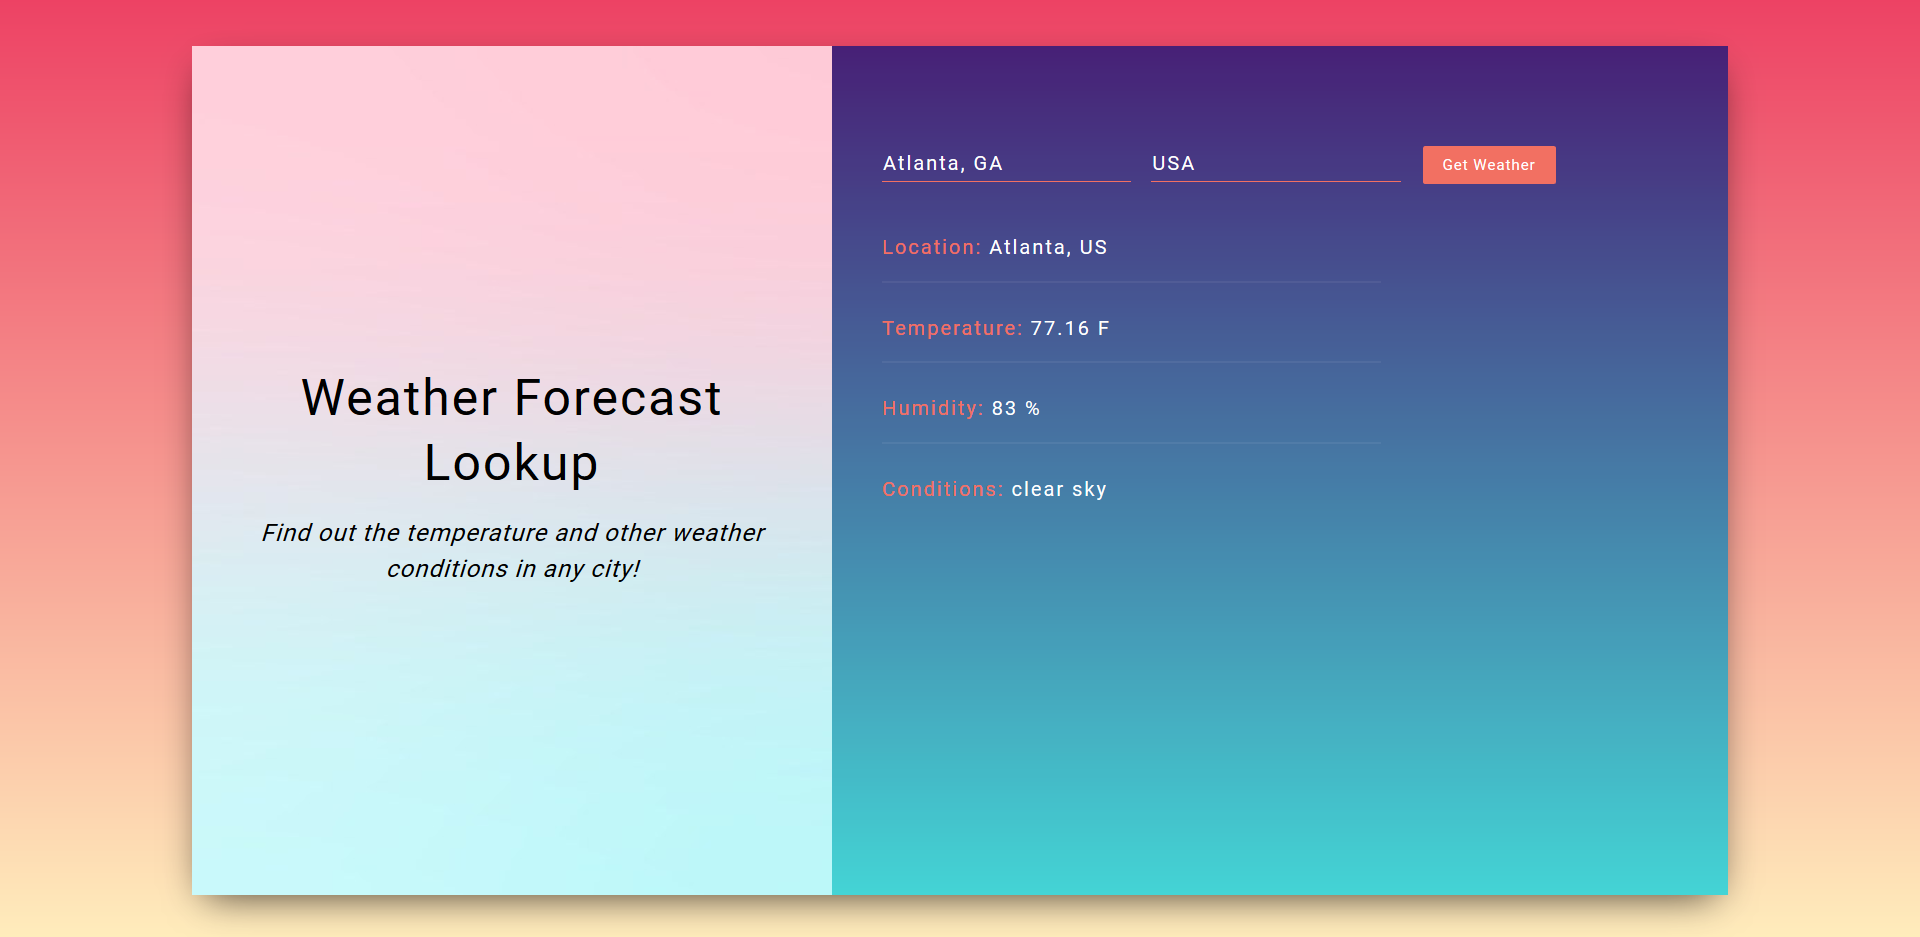 Weather Forecast
Lookup
Find out the temperature and other weather
conditions in any city!
Atlanta, GA
USA
Get Weather
Location: Atlanta, US
Temperature: 77.16 F
Humidity: 83 %
Conditions: clear sky